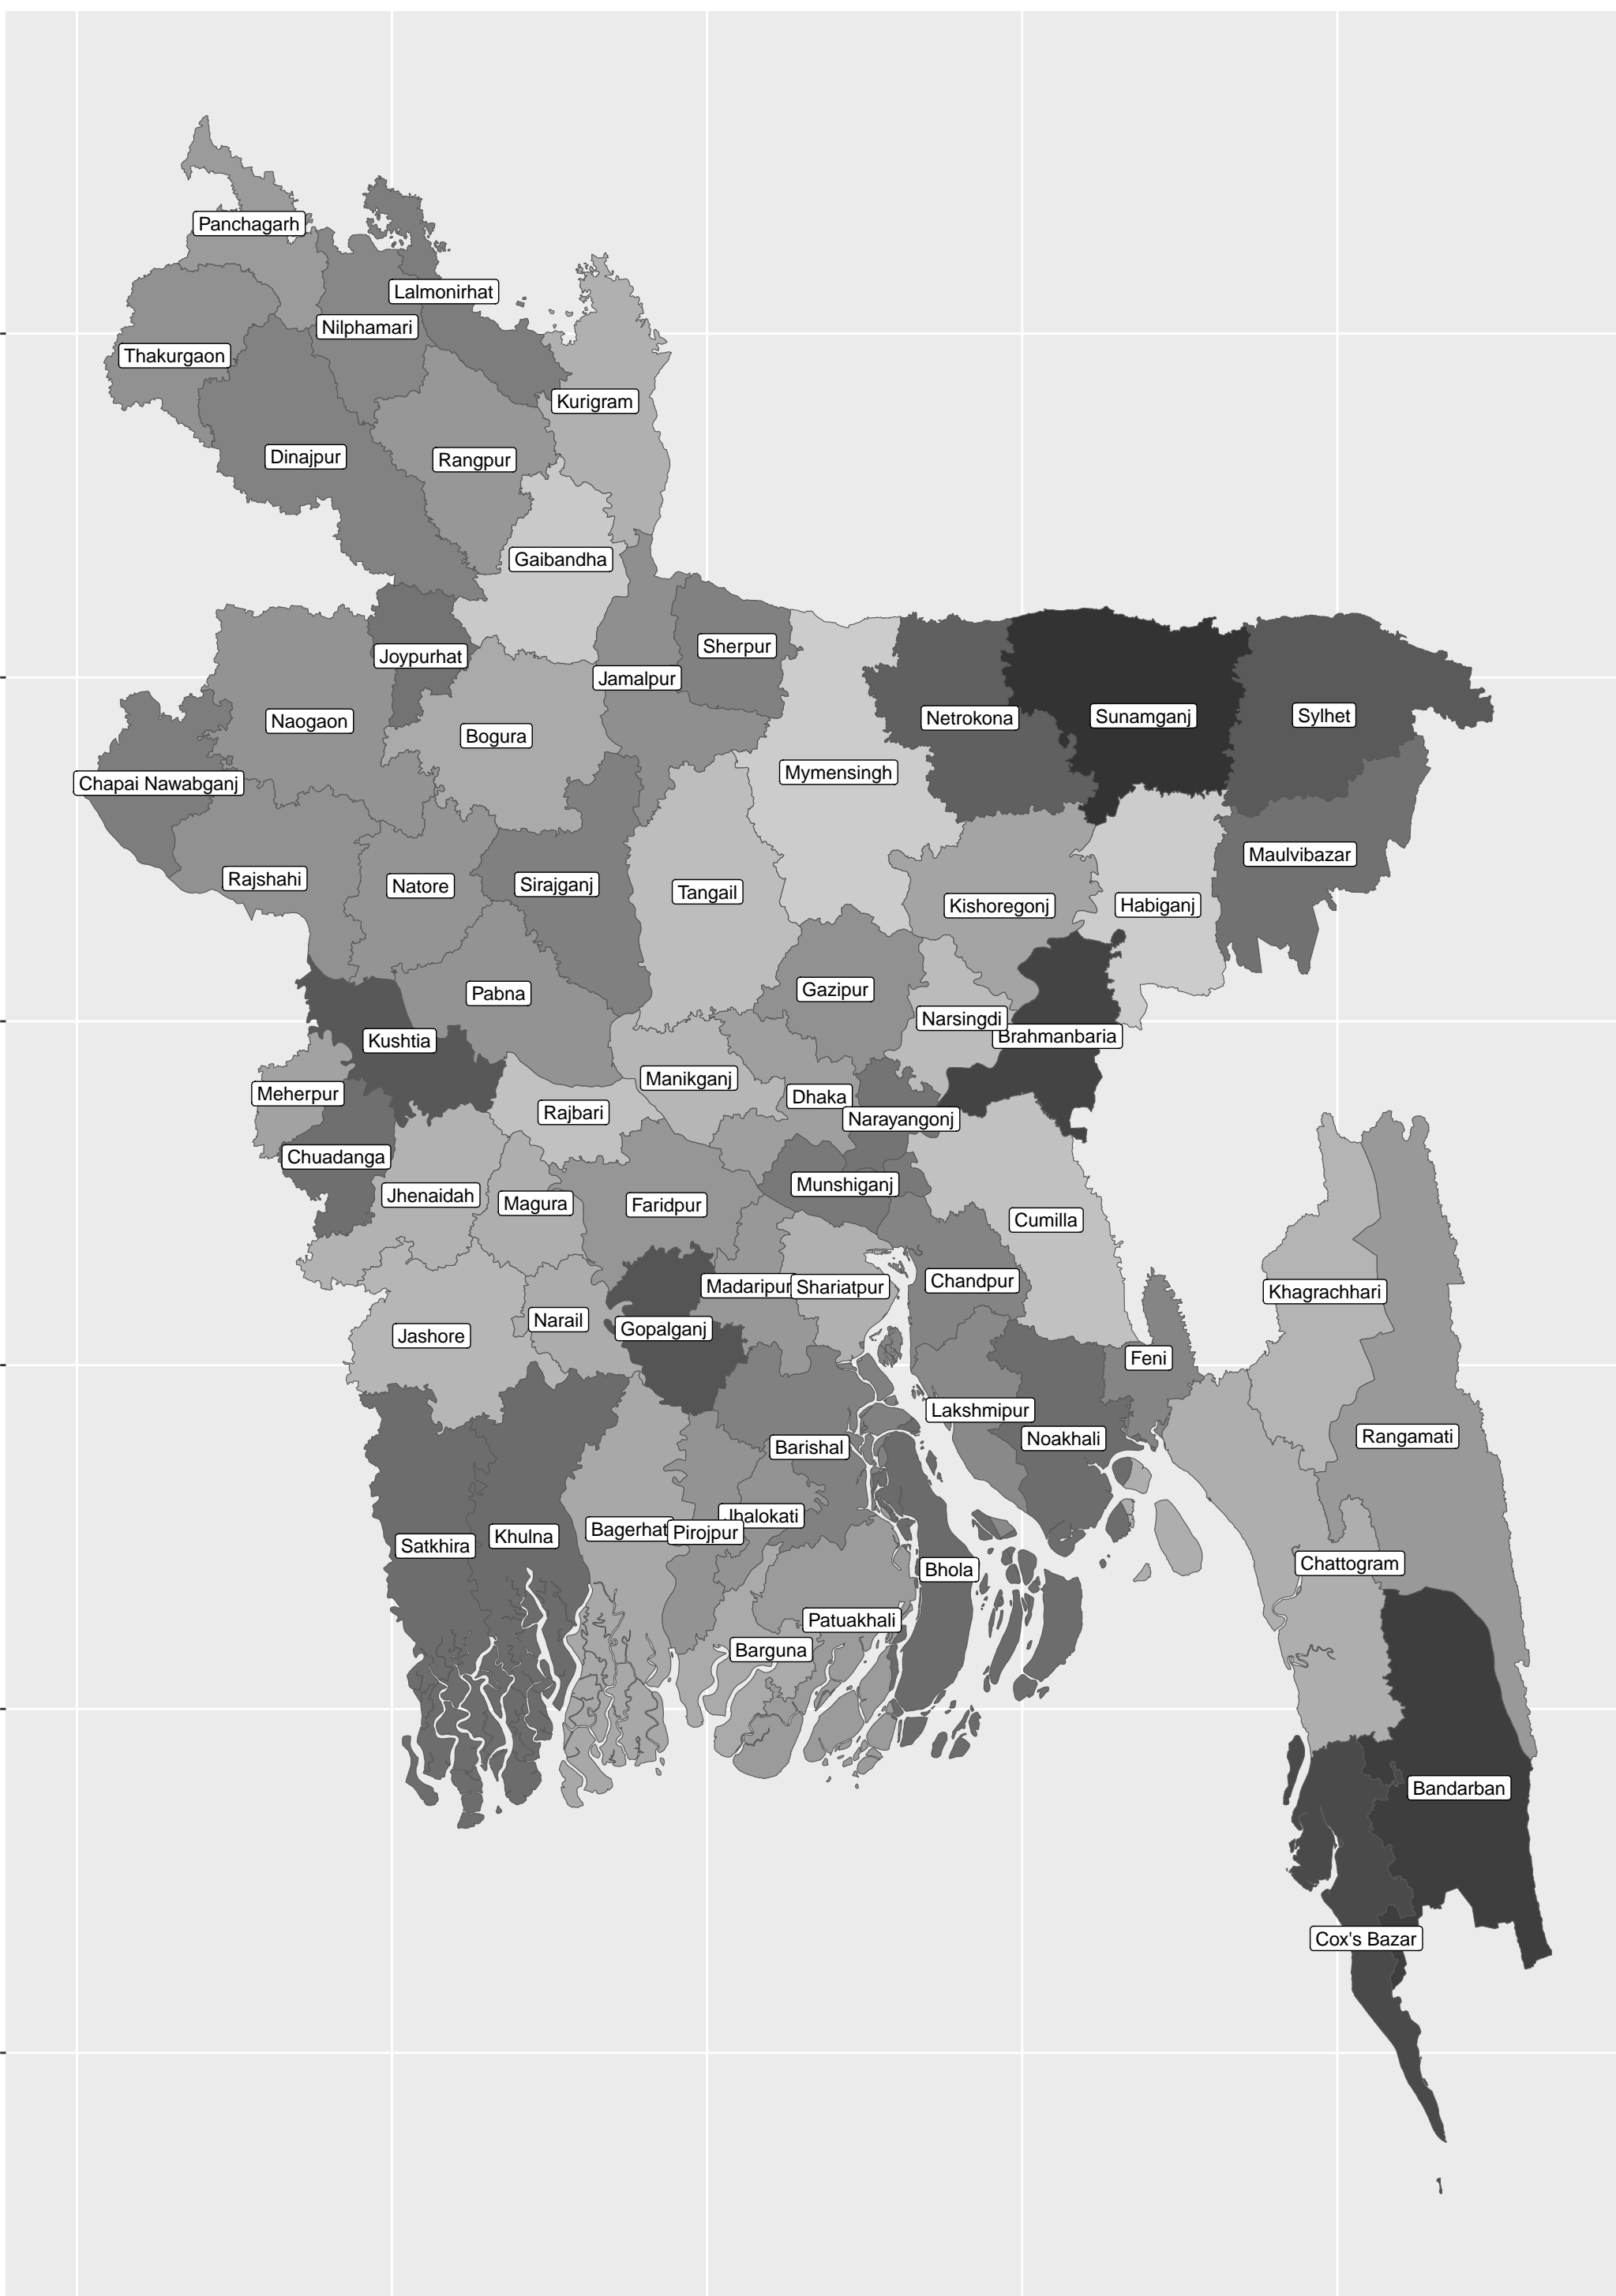 Panchagarh
Lalmonirhat
Nilphamari
Thakurgaon
Kurigram
Dinajpur
Rangpur
Gaibandha
Sherpur
Joypurhat
Jamalpur
Naogaon
Netrokona
Sunamganj
Sylhet
Bogura
Mymensingh
Chapai Nawabganj
Maulvibazar
Rajshahi
Natore
Sirajganj
Tangail
Kishoregonj
Habiganj
Pabna
Gazipur
Narsingdi
Brahmanbaria
Kushtia
Manikganj
Meherpur
Dhaka
Rajbari
Narayangonj
Chuadanga
Munshiganj
Jhenaidah
Magura
Faridpur
Cumilla
Chandpur
Madaripur
Shariatpur
Khagrachhari
Narail
Gopalganj
Jashore
Feni
Lakshmipur
Noakhali
Rangamati
Barishal
Jhalokati
Bagerhat
Pirojpur
Khulna
Satkhira
Chattogram
Bhola
Patuakhali
Barguna
Bandarban
Cox's Bazar